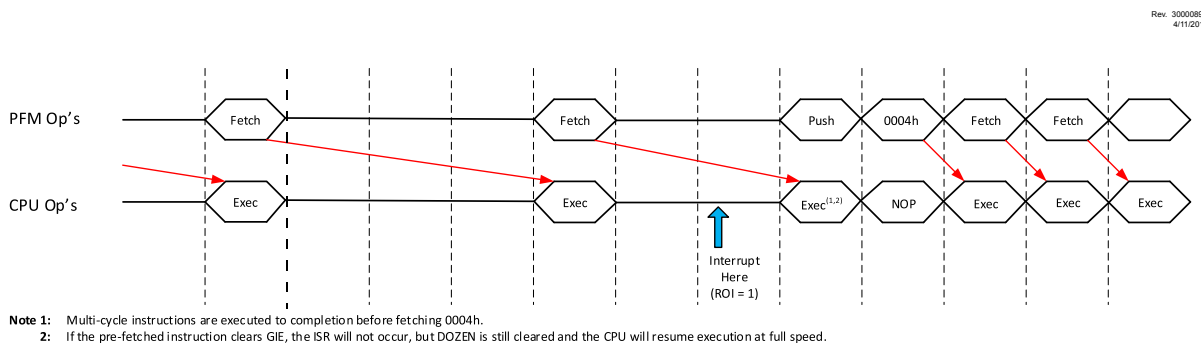 Rev. 3000089
4/11/201
PFM Op's
Fetch
Fetch
Push
0004h
Fetch
Fetch
CPU Op's
Exec
Exec
Exec(1,2)
NOP
Exec
Exec
Exec
Interrupt
Here
(ROI = 1)
Note 1: Multi-cycle instructions are executed to completion before fetching 0004h.
2: If the pre-fetched instruction clears GIE, the ISR will not occur, but DOZEN is still cleared and the CPU will resume execution at full speed.